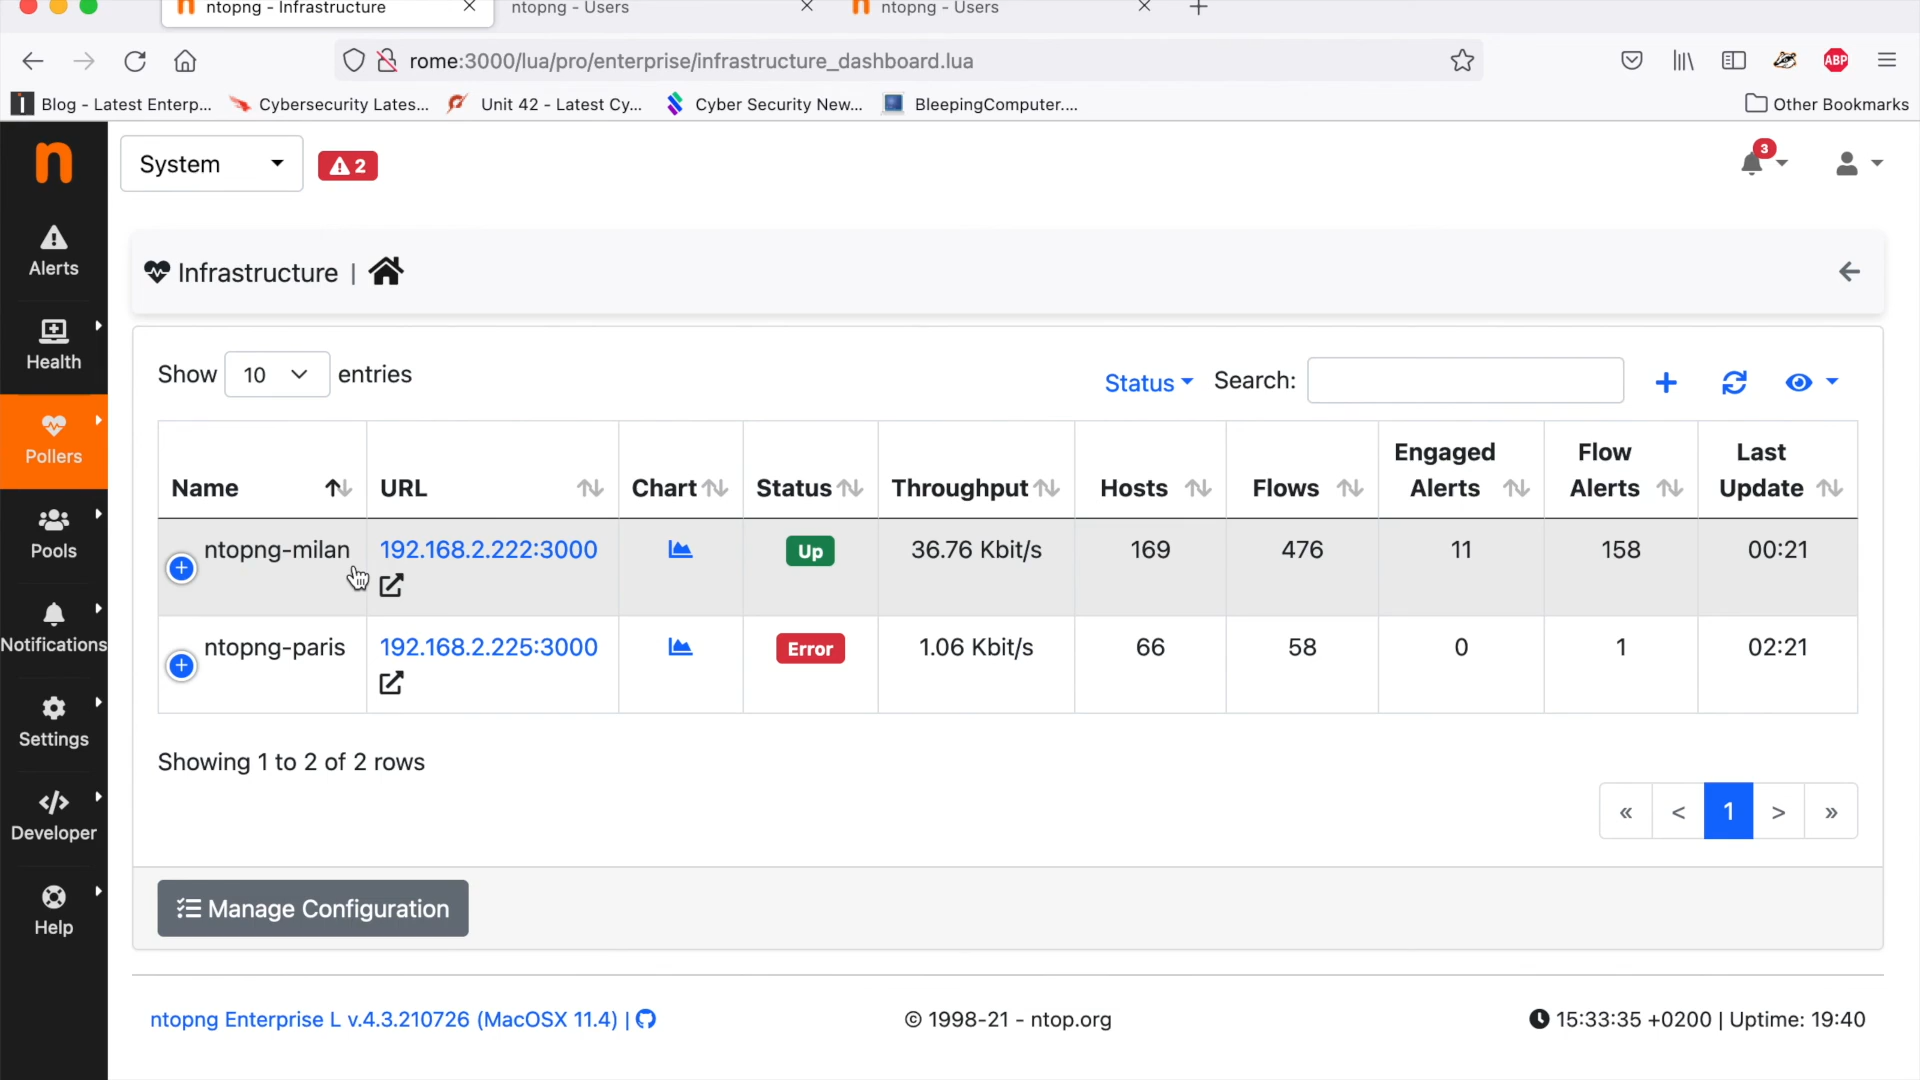 ntopng - Infrastructure
ntopng - Users
ntopng - Users
rome:3000/lua/pro/enterprise/infrastructure_dashboard.lua
ABP
Blog - Latest Enterp...
Cybersecurity Lates...
Unit 42 - Latest Cy...
Cyber Security New...
BleepingComputer....
Other Bookmarks
n
System
2
3
Alerts
Health
Pollers
Pools
Notifications
Settings
Developer
Help
Infrastructure |
Show 10 entries
Status
Search:
Name URL Chart Status Throughput Hosts Flows Engaged Alerts Flow Alerts Last Update
ntopng-milan 192.168.2.222:3000 Up 36.76 Kbit/s 169 476 11 158 00:21
ntopng-paris 192.168.2.225:3000 Error 1.06 Kbit/s 66 58 0 1 02:21
Showing 1 to 2 of 2 rows
« < 1 > »
Manage Configuration
ntopng Enterprise L v.4.3.210726 (MacOSX 11.4) |
© 1998-21 - ntop.org
15:33:35 +0200 | Uptime: 19:40